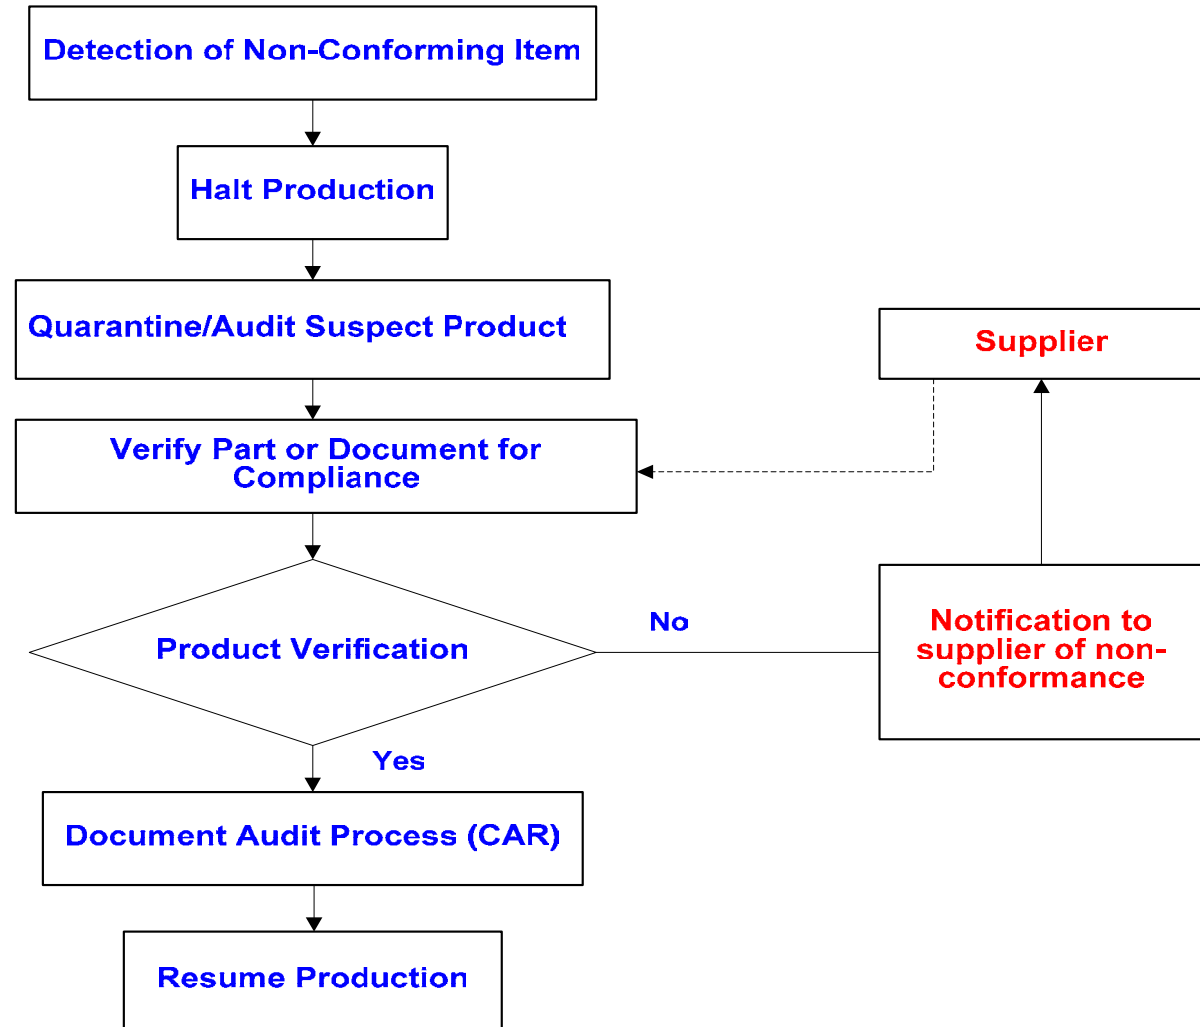 Detection of Non-Conforming Item
Halt Production
Quarantine/Audit Suspect Product
Supplier
Verify Part or Document for
Compliance
Product Verification
No
Notification to
supplier of non-
conformance
Yes
Document Audit Process (CAR)
Resume Production